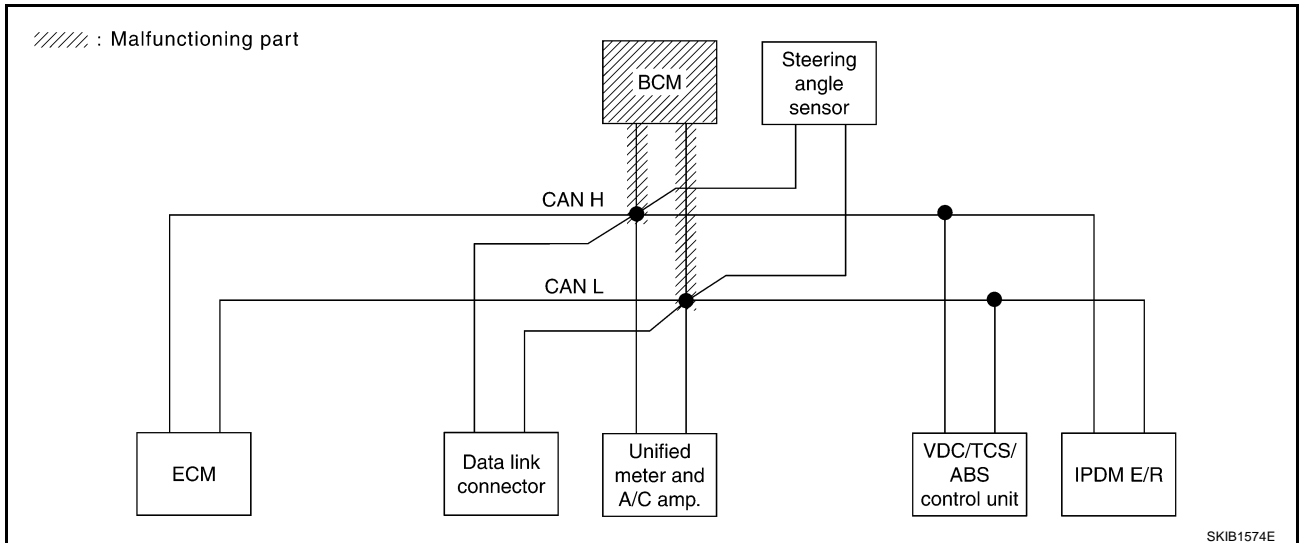 : Malfunctioning part
BCM
Steering
angle
sensor
CAN H
CAN L
ECM
Data link
connector
Unified
meter and
A/C amp.
VDC/TCS/
ABS
control unit
IPDM E/R
SKIB1574E